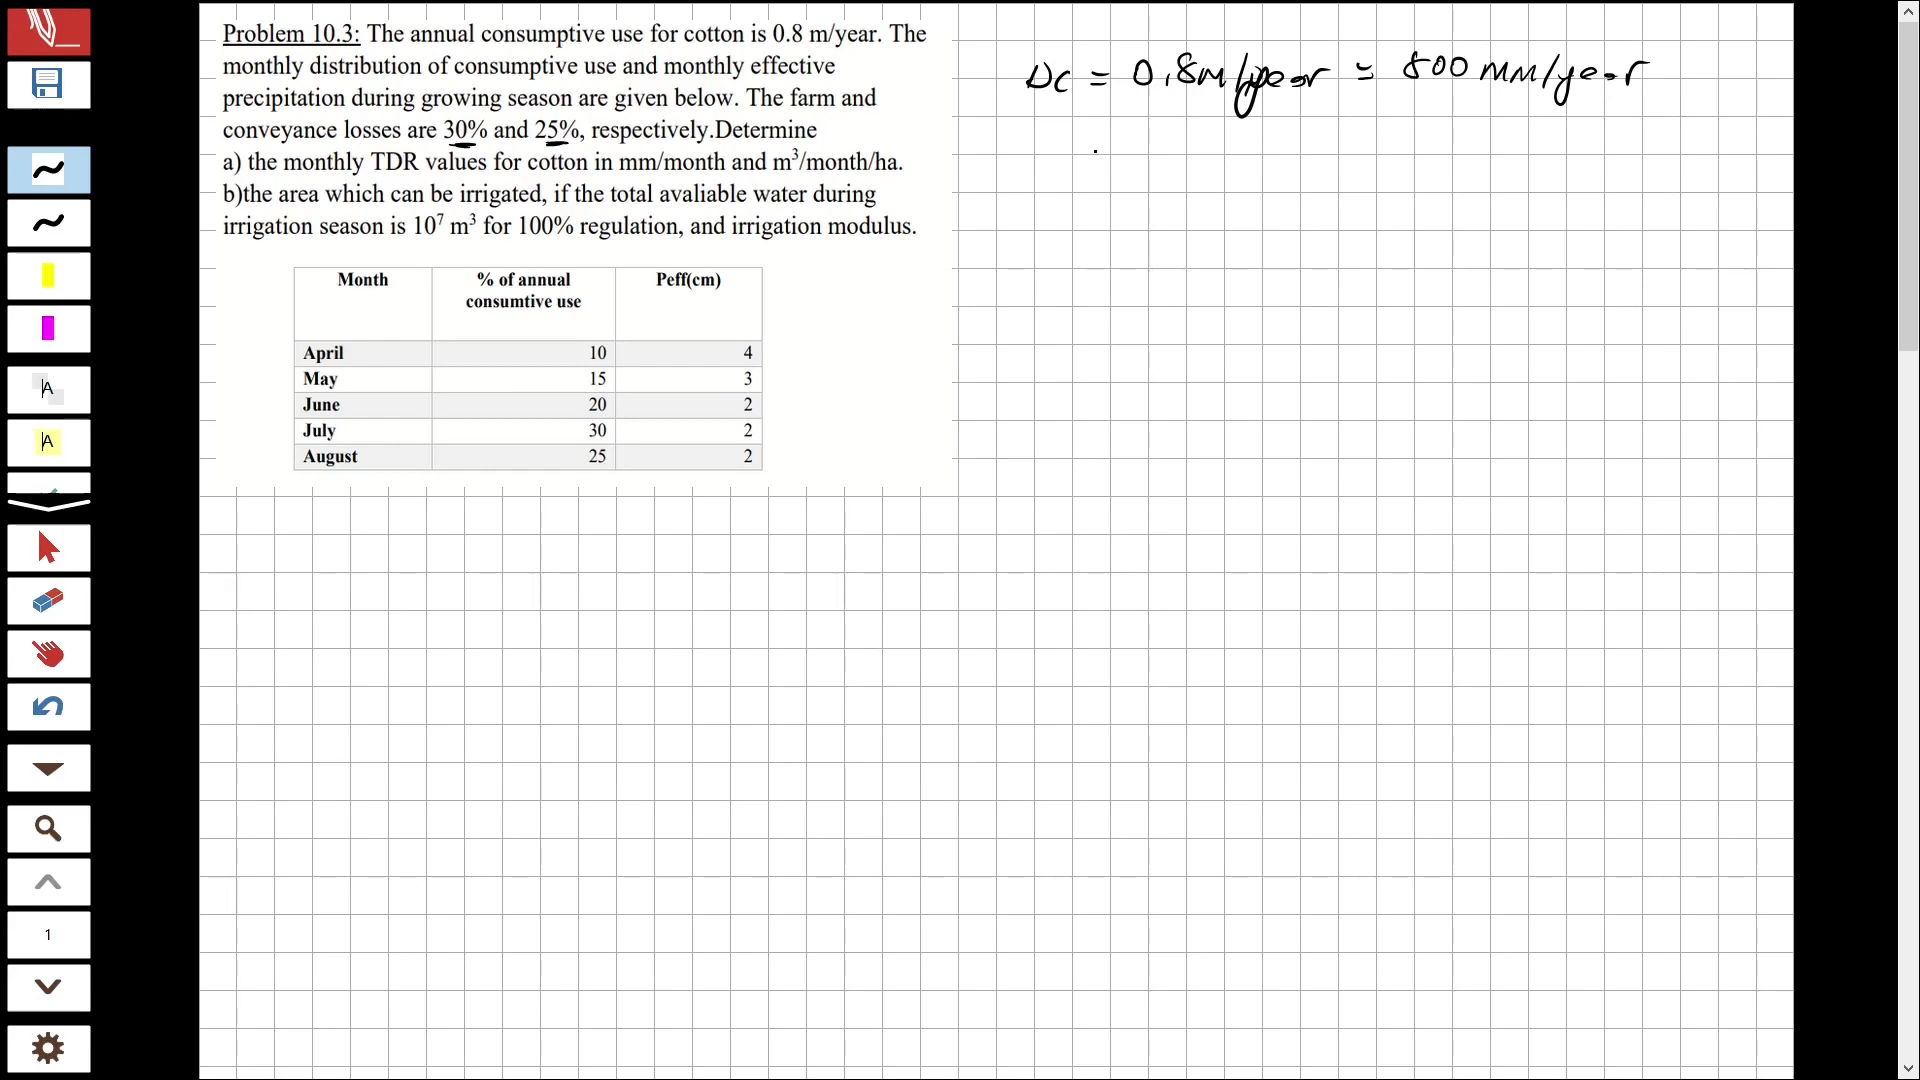 Problem 10.3: The annual consumptive use for cotton is 0.8 m/year. The
monthly distribution of consumptive use and monthly effective
precipitation during growing season are given below. The farm and
conveyance losses are 30% and 25%, respectively.Determine
a) the monthly TDR values for cotton in mm/month and m³/month/ha.
b)the area which can be irrigated, if the total avaliable water during
irrigation season is 10⁷ m³ for 100% regulation, and irrigation modulus.
Month % of annual consumtive use Peff(cm)
April 10 4
May 15 3
June 20 2
July 30 2
August 25 2
Dc = 0.8m/year = 800 mm/year
A
A
1